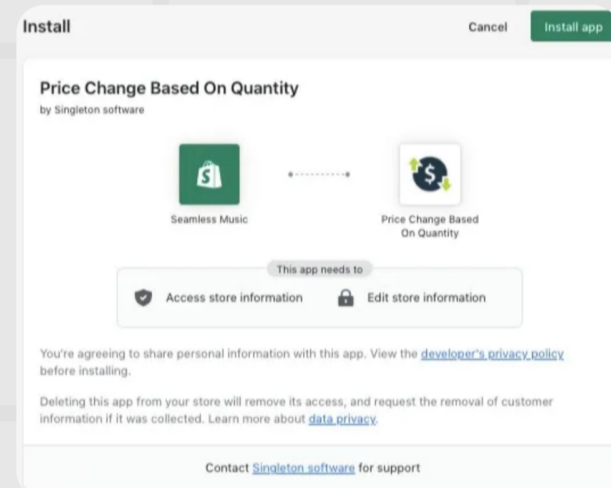 Install
Cancel
Install app
Price Change Based On Quantity
by Singleton software
Seamless Music
Price Change Based
On Quantity
This app needs to
Access store information
Edit store information
You're agreeing to share personal information with this app. View the developer's privacy policy
before installing.
Deleting this app from your store will remove its access, and request the removal of customer
information if it was collected. Learn more about data privacy.
Contact Singleton software for support